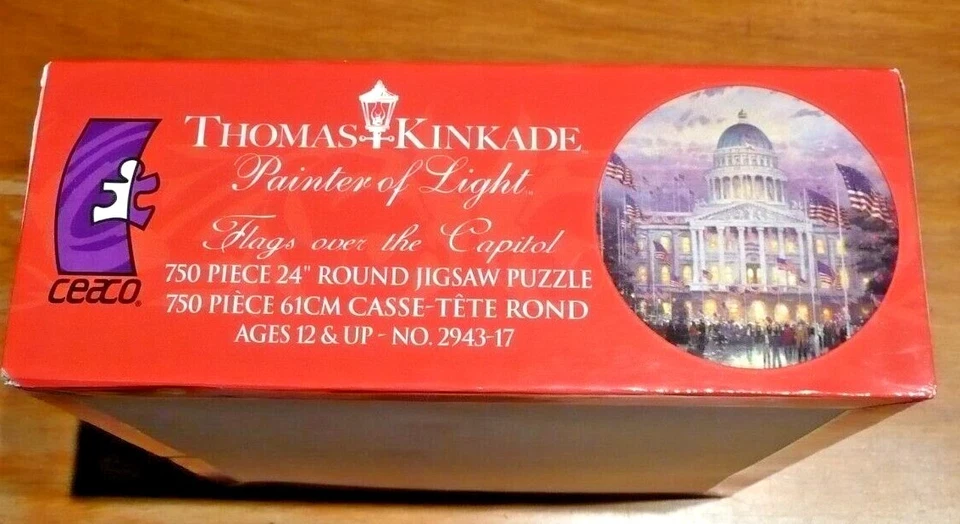 THOMAS KINKADE
Painter of Light™
Flags over the Capitol
750 PIECE 24" ROUND JIGSAW PUZZLE
750 PIÈCE 61CM CASSE-TÊTE ROND
AGES 12 & UP - NO. 2943-17
ceaco®